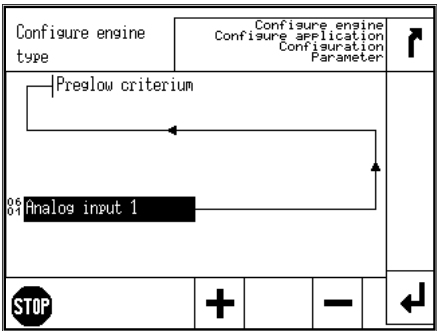 Configure engine
type
Configure engine
Configure application
Configuration
Parameter
Preglow criterium
06
01
Analog input 1
STOP
+
−